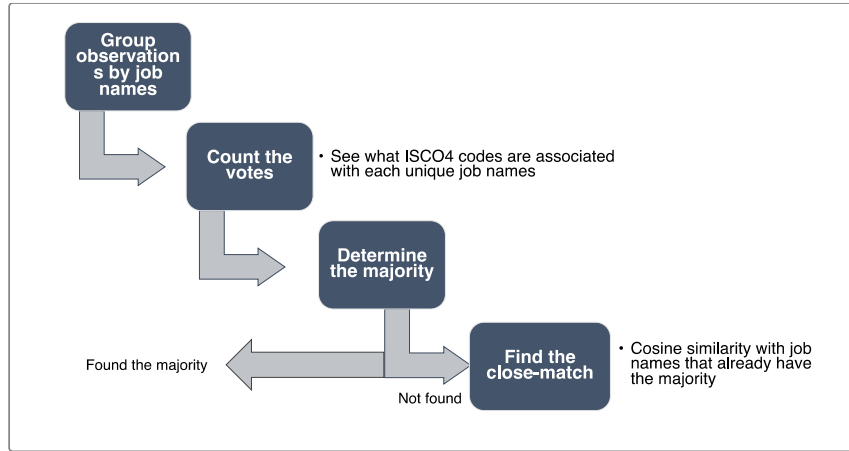 Group
observation
s by job
names
Count the
votes
• See what ISCO4 codes are associated
with each unique job names
Determine
the majority
Found the majority
Not found
Find the
close-match
• Cosine similarity with job
names that already have
the majority